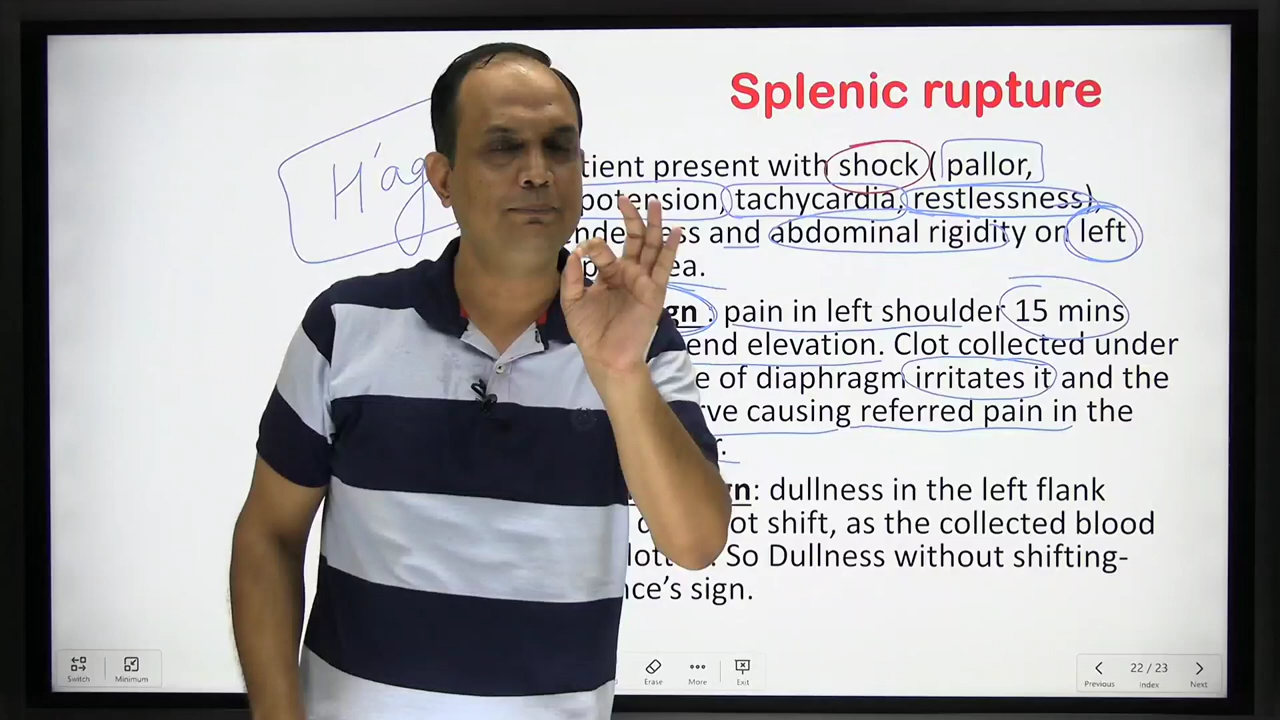 Splenic rupture
H'ag
tient present with shock ( pallor,
potension, tachycardia, restlessness),
and abdominal rigidity on left
ea.
gn : pain in left shoulder 15 mins
end elevation. Clot collected under
e of diaphragm irritates it and the
rve causing referred pain in the
r.
gn: dullness in the left flank
ot shift, as the collected blood
lott. So Dullness without shifting-
nce's sign.
Switch
Minimum
Erase
More
Exit
Previous
22 / 23
Index
Next